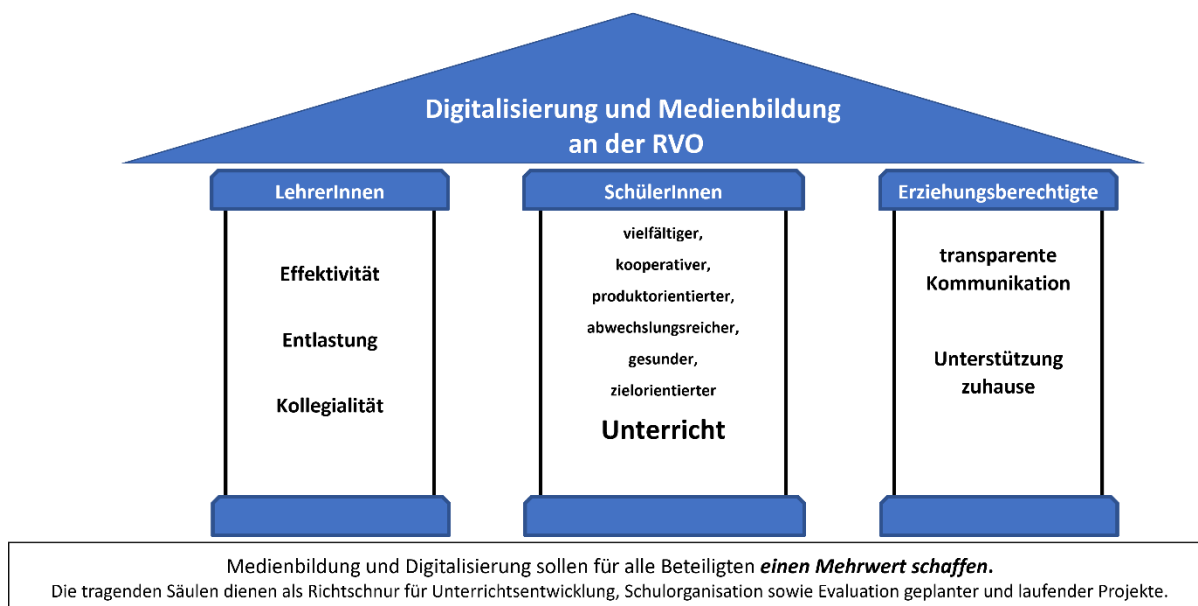 Digitalisierung und Medienbildung
an der RVO
LehrerInnen
Effektivität
Entlastung
Kollegialität
SchülerInnen
vielfältiger,
kooperativer,
produktorientierter,
abwechslungsreicher,
gesunder,
zielorientierter
Unterricht
Erziehungsberechtigte
transparente
Kommunikation
Unterstützung
zuhause
Medienbildung und Digitalisierung sollen für alle Beteiligten einen Mehrwert schaffen.
Die tragenden Säulen dienen als Richtschnur für Unterrichtsentwicklung, Schulorganisation sowie Evaluation geplanter und laufender Projekte.